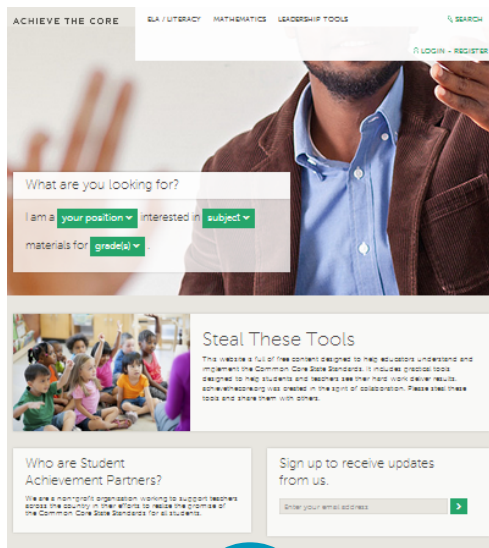 ACHIEVE THE CORE
ELA / LITERACY MATHEMATICS LEADERSHIP TOOLS SEARCH
LOGIN - REGISTER
What are you looking for?
I am a your position interested in subject
materials for grade(s) .
Steal These Tools
This website is full of free content designed to help educators understand and
implement the Common Core State Standards. It includes practical tools
designed to help students and teachers see their hard work deliver results.
achievethecore.org was created in the spirit of collaboration. Please steal these
tools and share them with others.
Who are Student
Achievement Partners?
We are a non-profit organization working to support teachers
across the country in their efforts to realize the promise of
the Common Core State Standards for all students.
Sign up to receive updates
from us.
Enter your email address